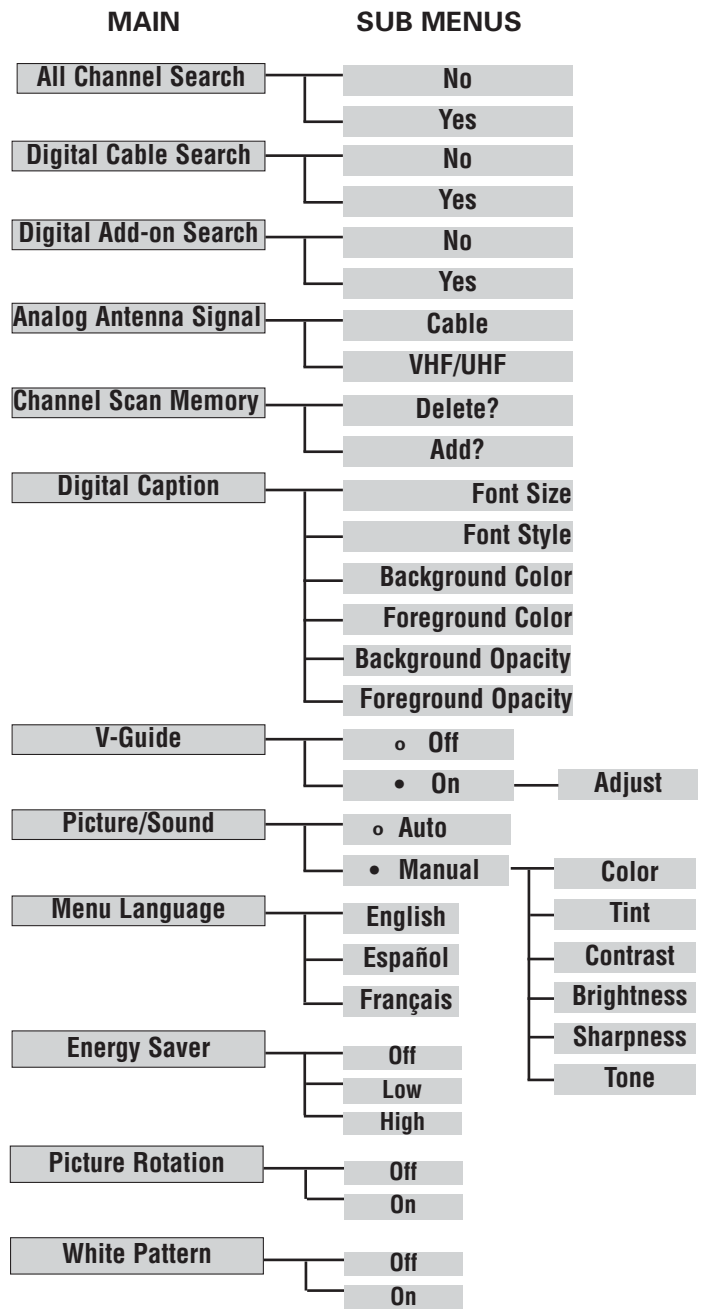 MAIN SUB MENUS
All Channel Search No
Yes
Digital Cable Search No
Yes
Digital Add-on Search No
Yes
Analog Antenna Signal Cable
VHF/UHF
Channel Scan Memory Delete?
Add?
Digital Caption Font Size
Font Style
Background Color
Foreground Color
Background Opacity
Foreground Opacity
V-Guide o Off
• On Adjust
Picture/Sound o Auto
• Manual Color
Menu Language English Tint
Español Contrast
Français Brightness
Energy Saver Off Sharpness
Low Tone
High
Picture Rotation Off
On
White Pattern Off
On